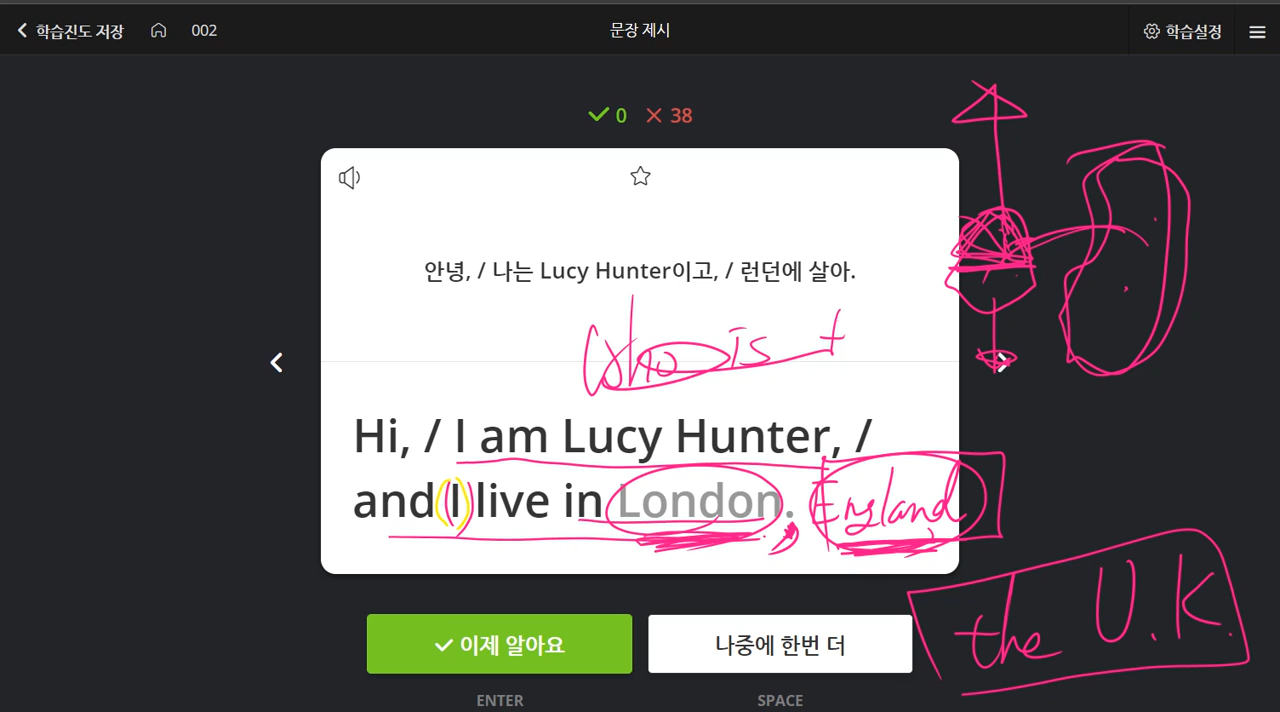 학습진도 저장 002 문장 제시 학습설정
0 38
안녕, / 나는 Lucy Hunter이고, / 런던에 살아.
Who is t
Hi, / I am Lucy Hunter, /
and (I) live in London. , England
the U.K.
이제 알아요 나중에 한번 더
ENTER SPACE